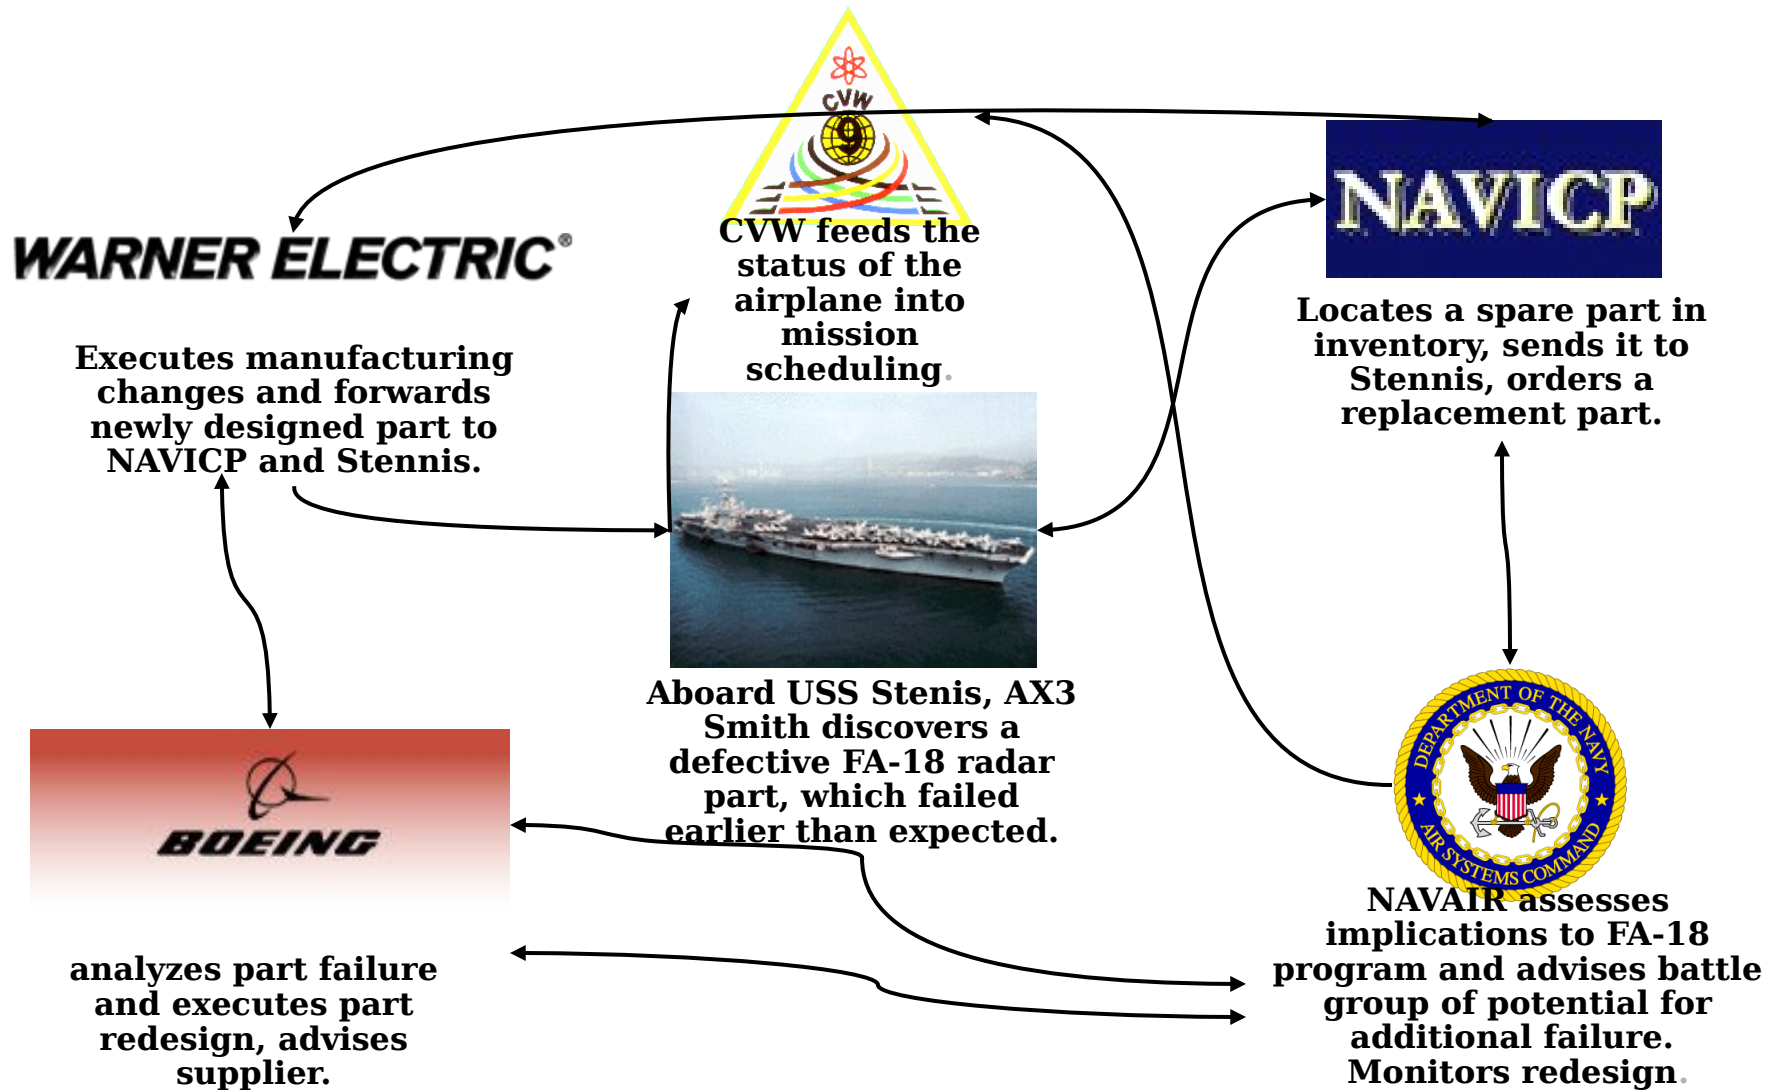 CVW
9
WARNER ELECTRIC®
NAVICP
CVW feeds the
status of the
airplane into
mission
scheduling.
Locates a spare part in
inventory, sends it to
Stennis, orders a
replacement part.
Executes manufacturing
changes and forwards
newly designed part to
NAVICP and Stennis.
Aboard USS Stenis, AX3
Smith discovers a
defective FA-18 radar
part, which failed
earlier than expected.
BOEING
DEPARTMENT OF THE NAVY
AIR SYSTEMS COMMAND
analyzes part failure
and executes part
redesign, advises
supplier.
NAVAIR assesses
implications to FA-18
program and advises battle
group of potential for
additional failure.
Monitors redesign.